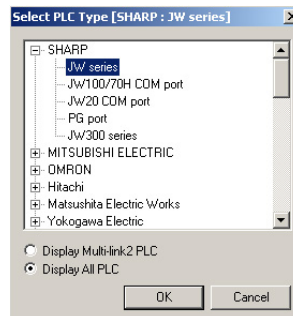 Select PLC Type [SHARP : JW series]
SHARP
JW series
JW100/70H COM port
JW20 COM port
PG port
JW300 series
MITSUBISHI ELECTRIC
OMRON
Hitachi
Matsushita Electric Works
Yokogawa Electric
Display Multi-link2 PLC
Display All PLC
OK Cancel